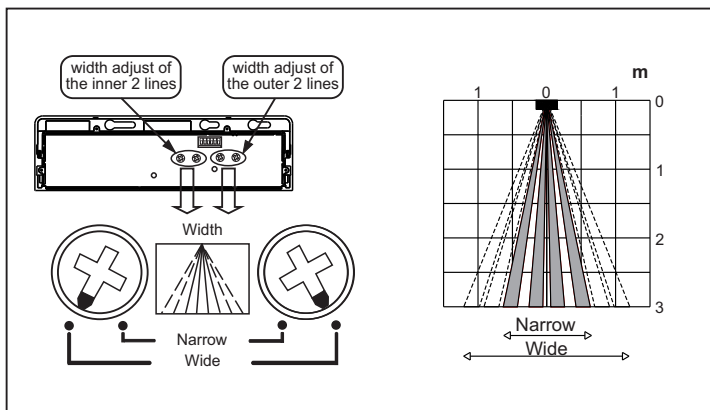 width adjust of
the inner 2 lines
width adjust of
the outer 2 lines
Width
Narrow
Wide
m
1 0 1
0
1
2
3
Narrow
Wide